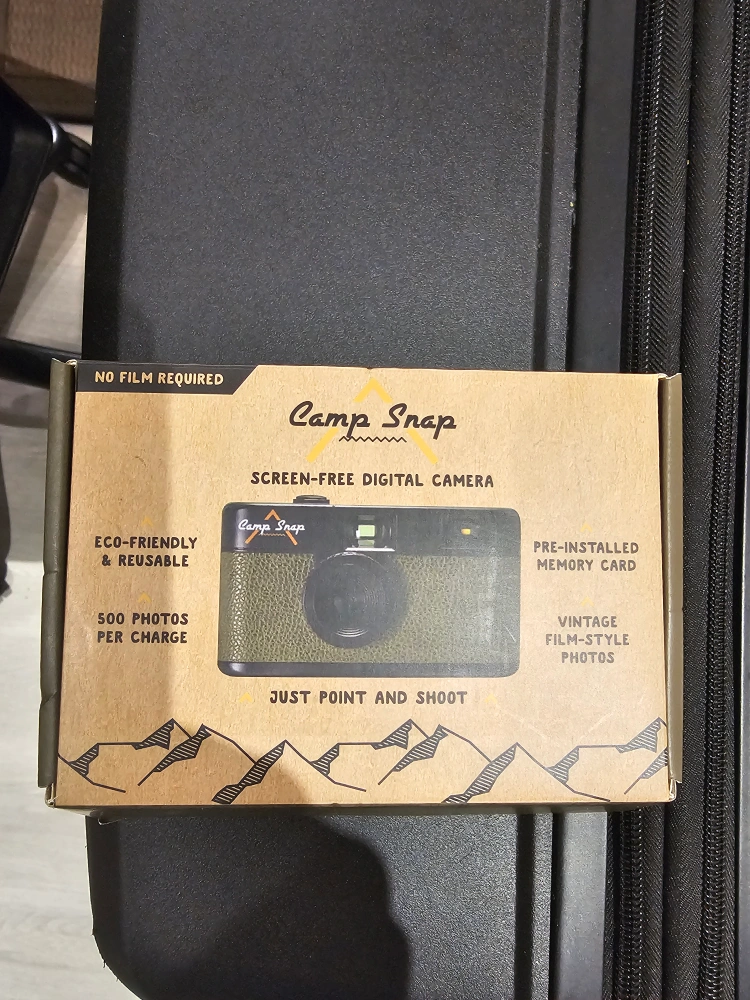 NO FILM REQUIRED
Camp Snap
SCREEN-FREE DIGITAL CAMERA
Camp Snap
ECO-FRIENDLY
& REUSABLE
500 PHOTOS
PER CHARGE
PRE-INSTALLED
MEMORY CARD
VINTAGE
FILM-STYLE
PHOTOS
JUST POINT AND SHOOT